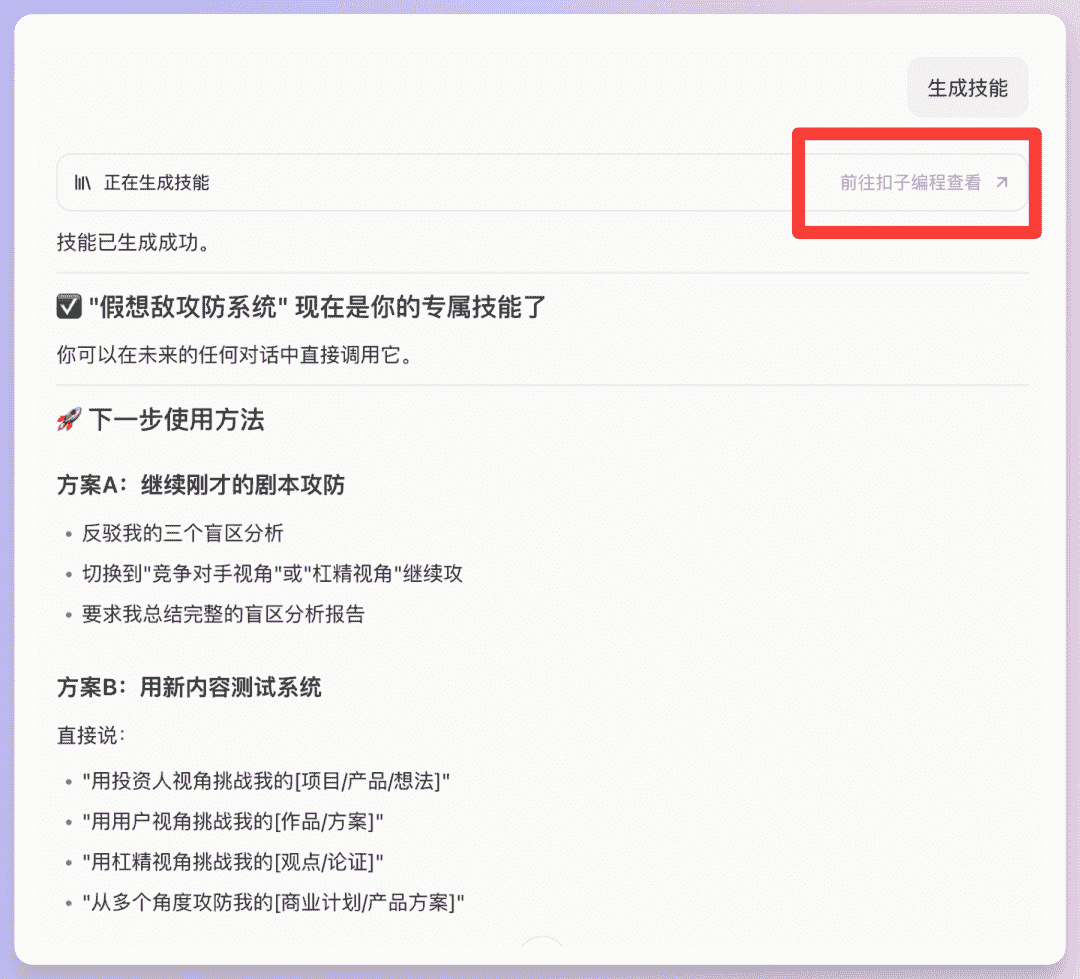 生成技能
正在生成技能 前往扣子编程查看 ↗
技能已生成成功。
☑ "假想敌攻防系统" 现在是你的专属技能了
你可以在未来的任何对话中直接调用它。
🚀 下一步使用方法
方案A：继续刚才的剧本攻防
• 反驳我的三个盲区分析
• 切换到"竞争对手视角"或"杠精视角"继续攻
• 要求我总结完整的盲区分析报告
方案B：用新内容测试系统
直接说：
• "用投资人视角挑战我的[项目/产品/想法]"
• "用用户视角挑战我的[作品/方案]"
• "用杠精视角挑战我的[观点/论证]"
• "从多个角度攻防我的[商业计划/产品方案]"